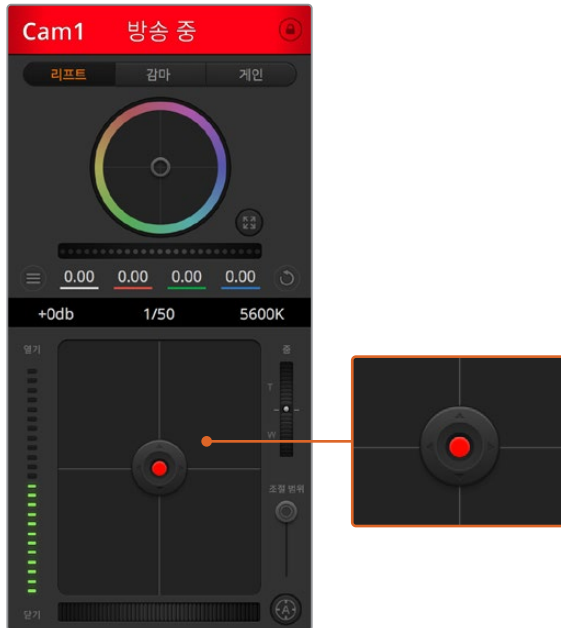 Cam1 방송 중
리프트 감마 게인
0.00 0.00 0.00 0.00
+0db 1/50 5600K
열기 줌
T
W
조절 범위
닫기 A